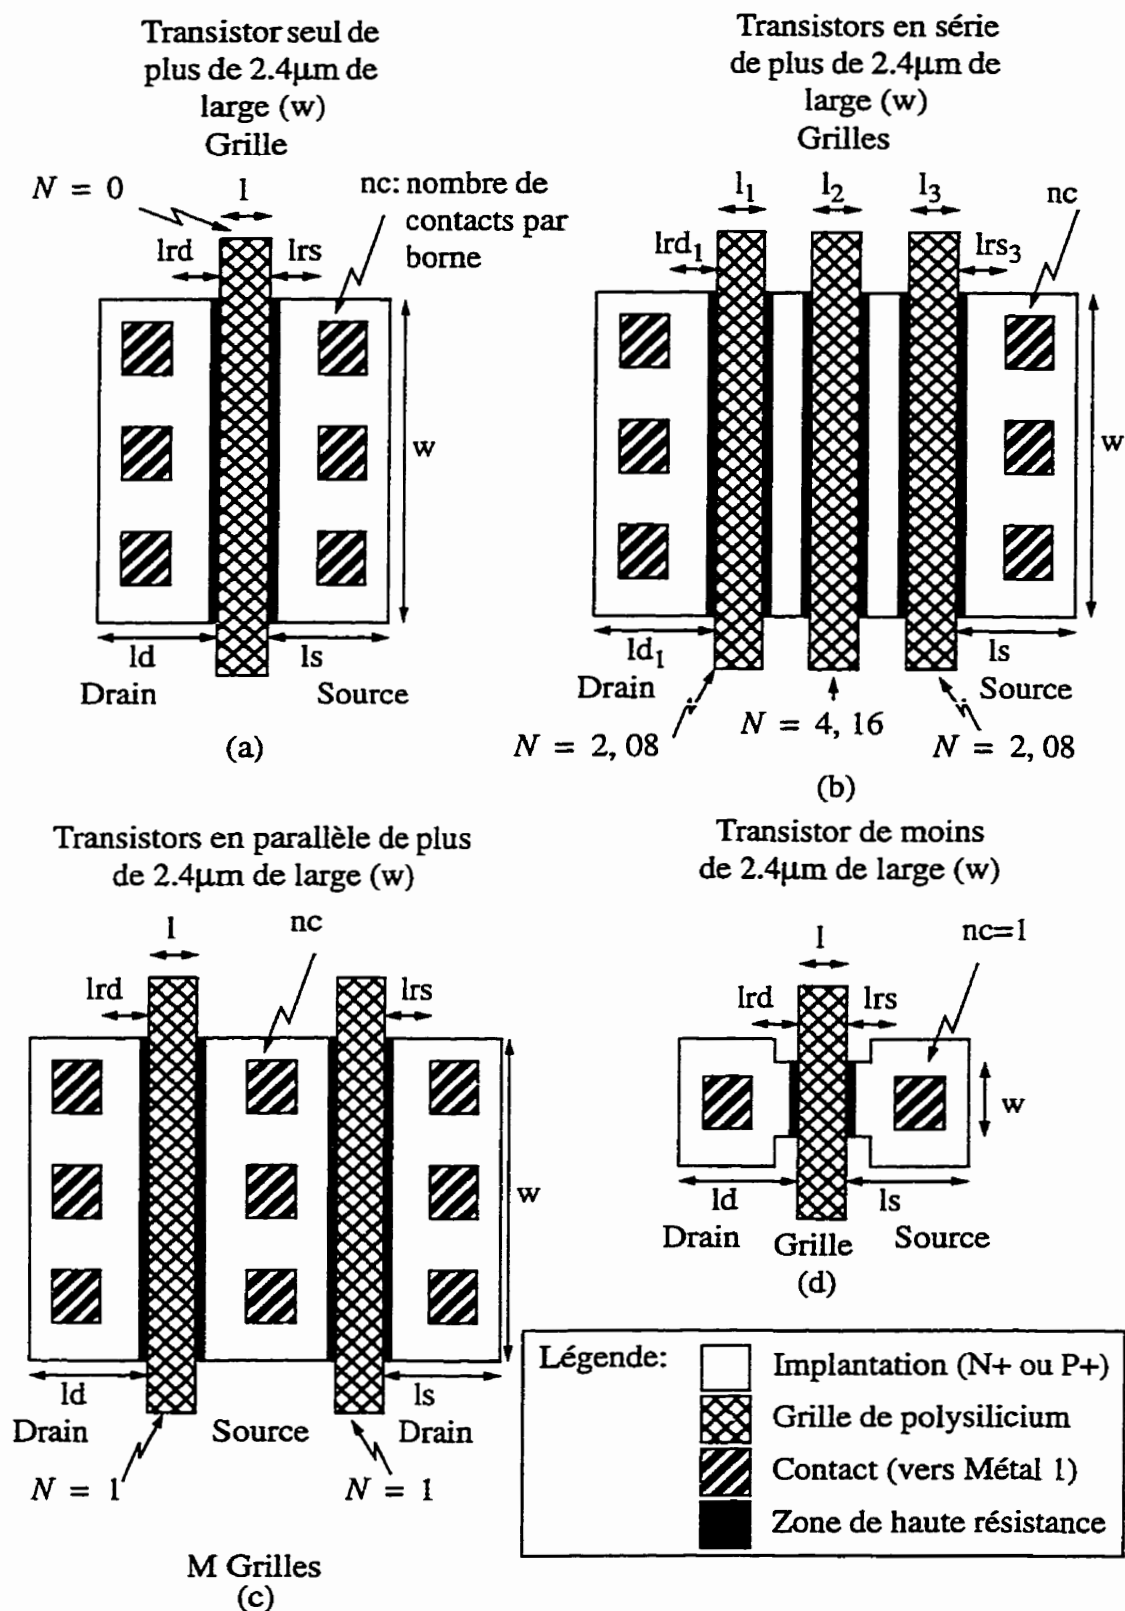 Transistor seul de
plus de 2.4µm de
large (w)
Grille
N = 0
l
nc: nombre de
contacts par
borne
lrd
lrs
w
ld
ls
Drain
Source
(a)
Transistors en série
de plus de 2.4µm de
large (w)
Grilles
l1
l2
l3
nc
lrd1
lrs3
w
ld1
ls
Drain
Source
N = 2, 08
N = 4, 16
N = 2, 08
(b)
Transistors en parallèle de plus
de 2.4µm de large (w)
l
nc
lrd
lrs
w
ld
ls
Drain
Source
Drain
N = 1
N = 1
M Grilles
(c)
Transistor de moins
de 2.4µm de large (w)
l
nc=1
lrd
lrs
w
ld
ls
Drain
Grille
Source
(d)
Légende:
Implantation (N+ ou P+)
Grille de polysilicium
Contact (vers Métal 1)
Zone de haute résistance